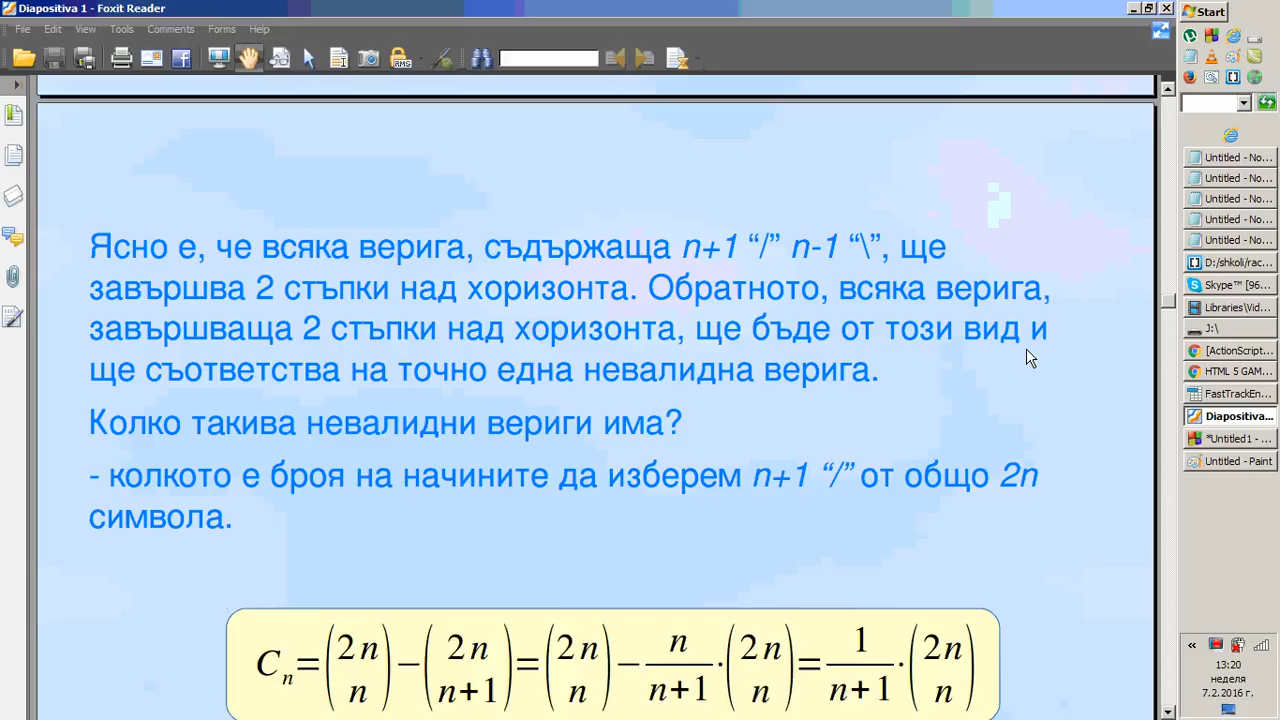 Diapositiva 1 - Foxit Reader
File Edit View Tools Comments Forms Help
Ясно е, че всяка верига, съдържаща n+1 “/” n-1 “\”, ще
завършва 2 стъпки над хоризонта. Обратното, всяка верига,
завършваща 2 стъпки над хоризонта, ще бъде от този вид и
ще съответства на точно една невалидна верига.
Колко такива невалидни вериги има?
- колкото е броя на начините да изберем n+1 “/” от общо 2n
символа.
C_n = (2n n) − (2n n+1) = (2n n) − n/(n+1) · (2n n) = 1/(n+1) · (2n n)
Start
Untitled - No...
Untitled - No...
Untitled - No...
Untitled - No...
Untitled - No...
D:/shkoli/rac...
Skype™ [96...
Libraries\Vid...
J:\
[ActionScript...
HTML 5 GAM...
FastTrackEn...
Diapositiva...
*Untitled1 - ...
Untitled - Paint
«
13:20
неделя
7.2.2016 г.